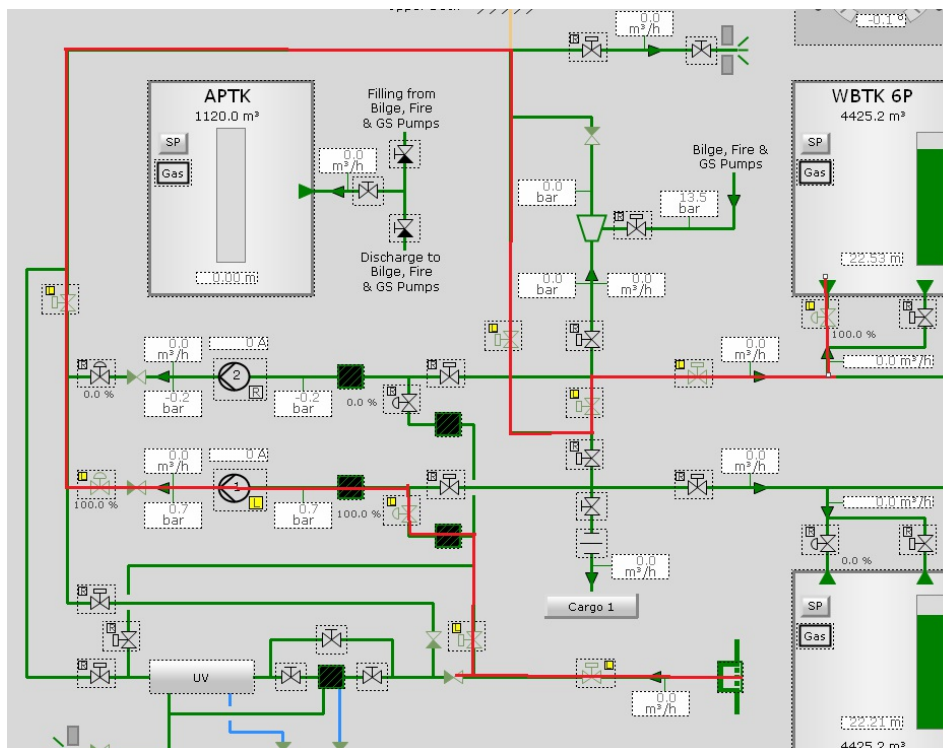 Upper Deck
0.0
m³/h
-0.1°
APTK
1120.0 m³
SP
Gas
0.00 m
Filling from
Bilge, Fire
& GS Pumps
0.0
m³/h
Discharge to
Bilge, Fire
& GS Pumps
R
0.0
bar
Bilge, Fire &
GS Pumps
R
13.5
bar
0.0
bar
0.0
m³/h
WBTK 6P
4425.2 m³
SP
Gas
22.53 m
L
100.0 %
R
0.0 m³/h
L
L
R
R
0.0
m³/h
0 A
2
R
0.0 %
-0.2
bar
-0.2
bar
0.0 %
R
R
L
0.0
m³/h
L
R
L
0.0
m³/h
0 A
1
L
100.0 %
0.7
bar
0.7
bar
100.0 %
L
R
R
0.0
m³/h
0.0 m³/h
R
R
0.0 %
0.0
m³/h
Cargo 1
R
R
R
UV
L
L
0.0
m³/h
SP
Gas
22.21 m
4425.2 m³